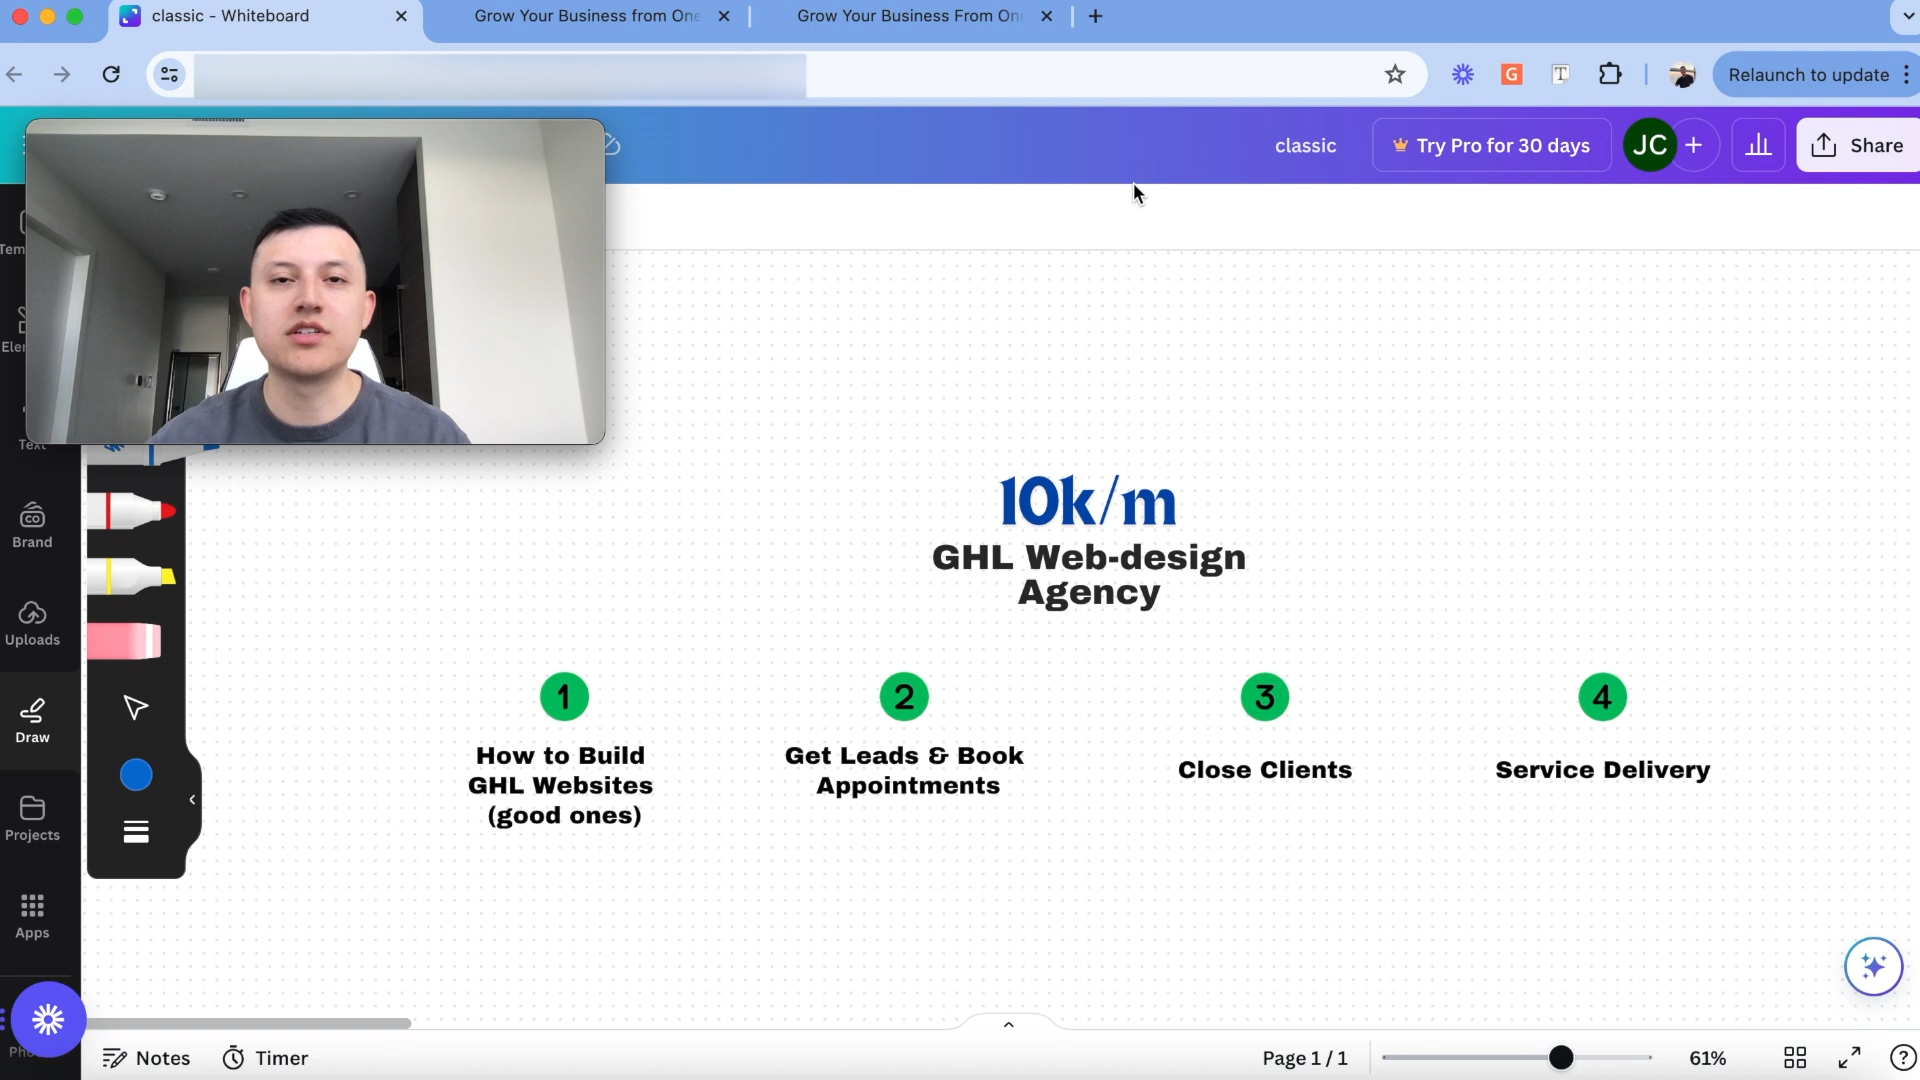 classic - Whiteboard
Grow Your Business from One
Grow Your Business From On
Relaunch to update
classic
Try Pro for 30 days
JC
Share
Text
Brand
Uploads
Draw
Projects
Apps
10k/m
GHL Web-design
Agency
1
How to Build
GHL Websites
(good ones)
2
Get Leads & Book
Appointments
3
Close Clients
4
Service Delivery
Notes
Timer
Page 1 / 1
61%